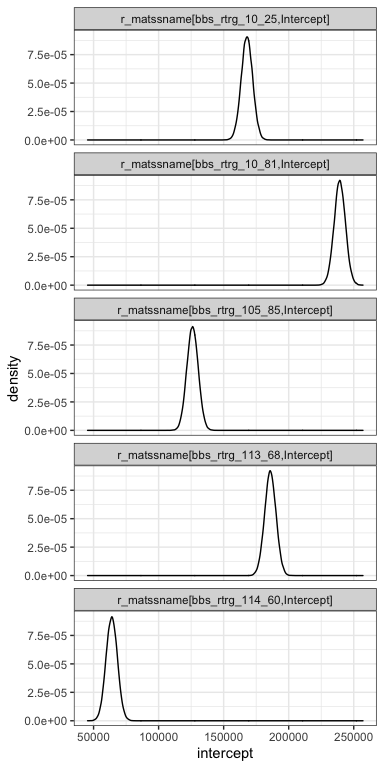 r_matssname[bbs_rtrg_10_25,Intercept]
7.5e-05
5.0e-05
2.5e-05
0.0e+00
r_matssname[bbs_rtrg_10_81,Intercept]
7.5e-05
5.0e-05
2.5e-05
0.0e+00
r_matssname[bbs_rtrg_105_85,Intercept]
7.5e-05
5.0e-05
2.5e-05
0.0e+00
density
r_matssname[bbs_rtrg_113_68,Intercept]
7.5e-05
5.0e-05
2.5e-05
0.0e+00
r_matssname[bbs_rtrg_114_60,Intercept]
7.5e-05
5.0e-05
2.5e-05
0.0e+00
50000 100000 150000 200000 250000
intercept